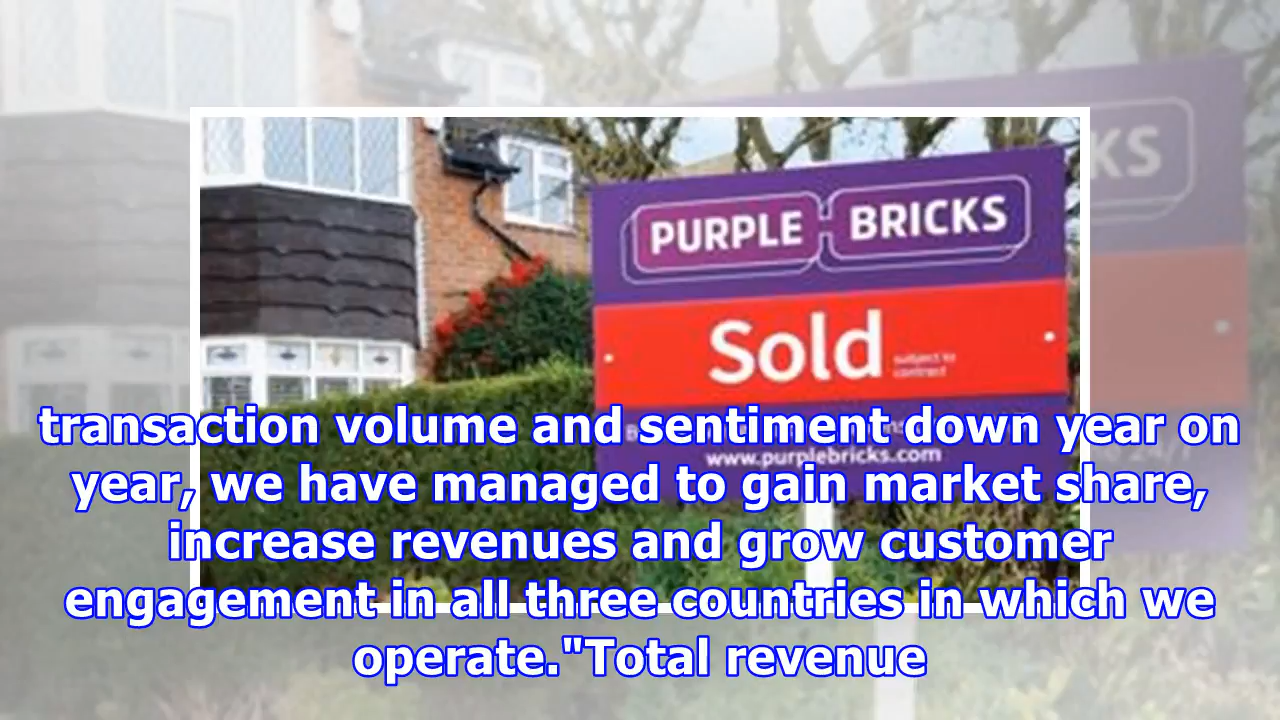 KS
PURPLE BRICKS
Sold
subject to
contract
transaction volume and sentiment down year on
www.purplebricks.com
year, we have managed to gain market share,
increase revenues and grow customer
engagement in all three countries in which we
operate."Total revenue